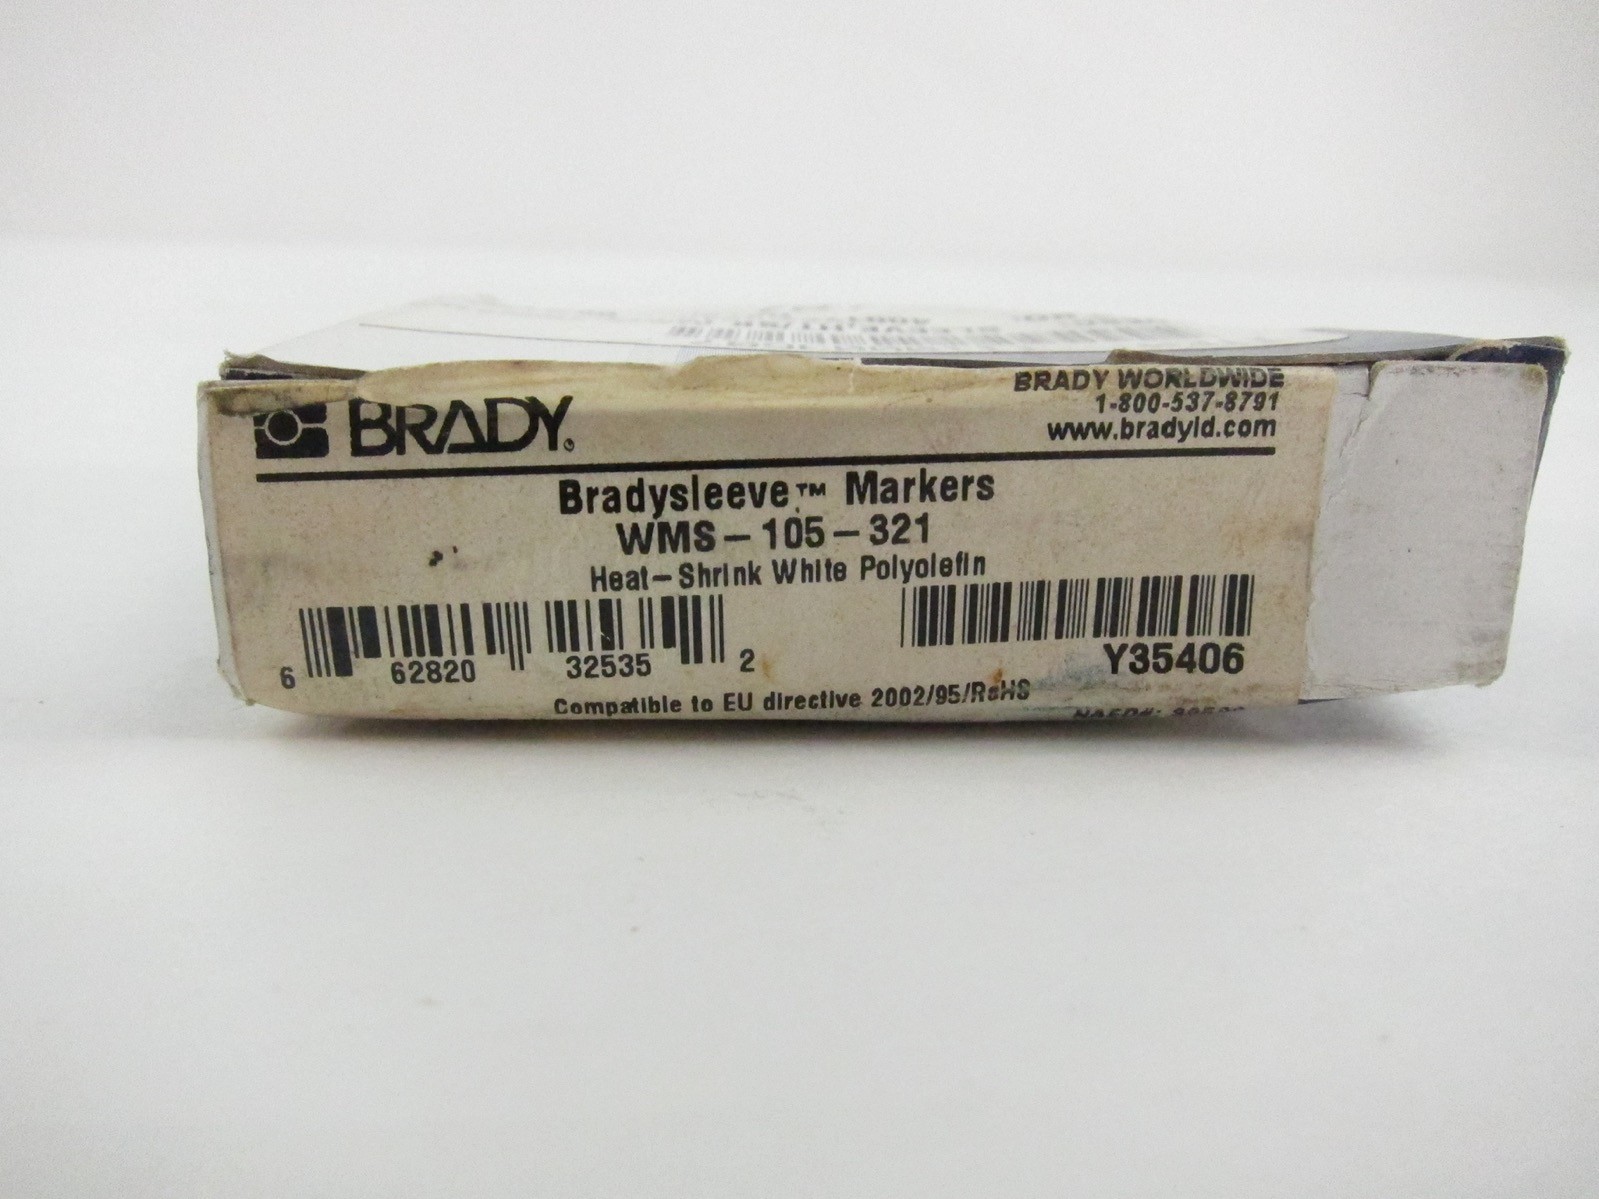 BRADY
BRADY WORLDWIDE
1-800-537-8791
www.bradyid.com
Bradysleeve™ Markers
WMS-105-321
Heat-Shrink White Polyolefin
6 62820 32535 2
Y35406
Compatible to EU directive 2002/95/RoHS